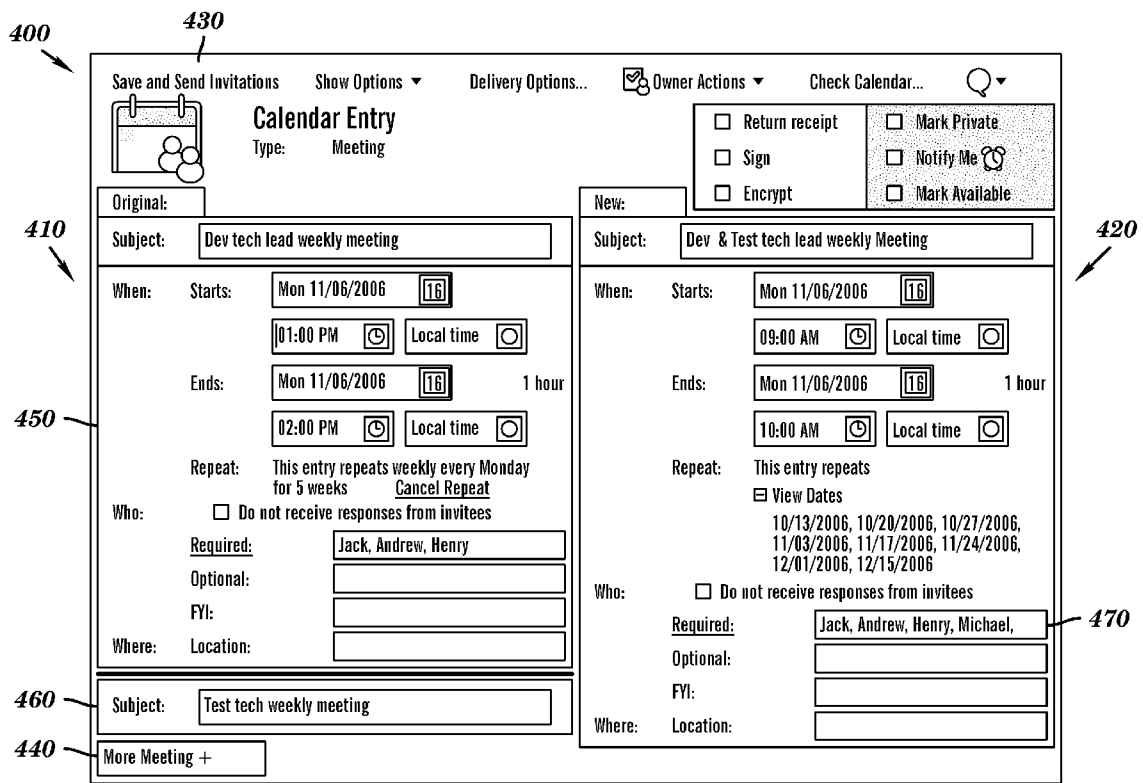 400
430
Save and Send Invitations Show Options Delivery Options... Owner Actions Check Calendar...
Calendar Entry
Type: Meeting
Return receipt Mark Private
Sign Notify Me
Encrypt Mark Available
410
Original:
Subject: Dev tech lead weekly meeting
When: Starts: Mon 11/06/2006 16
01:00 PM Local time
Ends: Mon 11/06/2006 16 1 hour
450
02:00 PM Local time
Repeat: This entry repeats weekly every Monday
for 5 weeks Cancel Repeat
Who: Do not receive responses from invitees
Required: Jack, Andrew, Henry
Optional:
FYI:
Where: Location:
460
Subject: Test tech weekly meeting
440
More Meeting +
420
New:
Subject: Dev & Test tech lead weekly Meeting
When: Starts: Mon 11/06/2006 16
09:00 AM Local time
Ends: Mon 11/06/2006 16 1 hour
10:00 AM Local time
Repeat: This entry repeats
View Dates
10/13/2006, 10/20/2006, 10/27/2006,
11/03/2006, 11/17/2006, 11/24/2006,
12/01/2006, 12/15/2006
Who: Do not receive responses from invitees
Required: Jack, Andrew, Henry, Michael,
470
Optional:
FYI:
Where: Location: